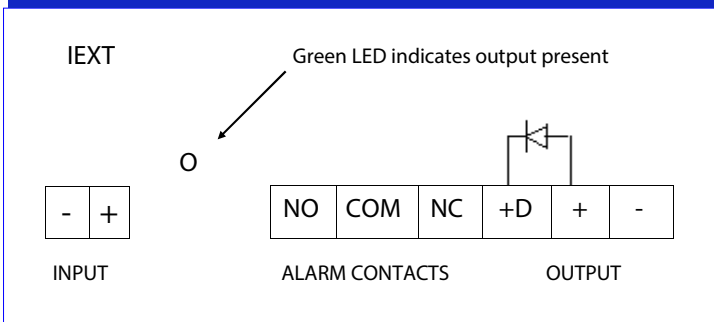 IEXT
Green LED indicates output present
O
- +
NO COM NC +D + -
INPUT
ALARM CONTACTS
OUTPUT